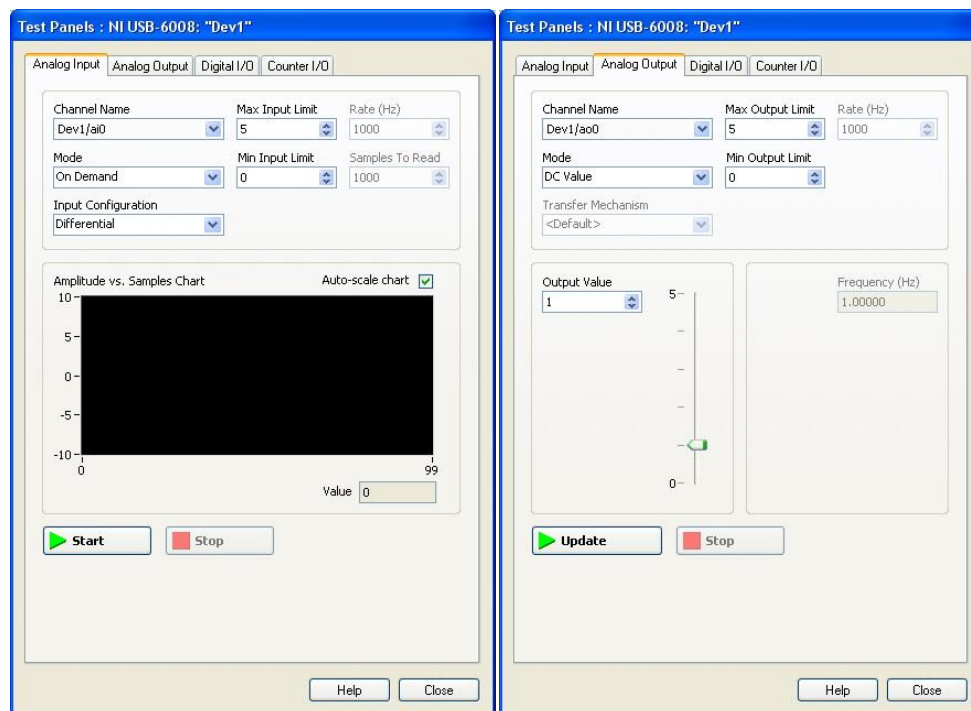 Test Panels : NI USB-6008: "Dev1"
Analog Input Analog Output Digital I/O Counter I/O
Channel Name Max Input Limit Rate (Hz)
Dev1/ai0 5 1000
Mode Min Input Limit Samples To Read
On Demand 0 1000
Input Configuration
Differential
Amplitude vs. Samples Chart Auto-scale chart
10
5
0
-5
-10
0 99
Value 0
Start Stop
Help Close
Test Panels : NI USB-6008: "Dev1"
Analog Input Analog Output Digital I/O Counter I/O
Channel Name Max Output Limit Rate (Hz)
Dev1/ao0 5 1000
Mode Min Output Limit
DC Value 0
Transfer Mechanism
<Default>
Output Value Frequency (Hz)
1 5 1.00000
0
Update Stop
Help Close